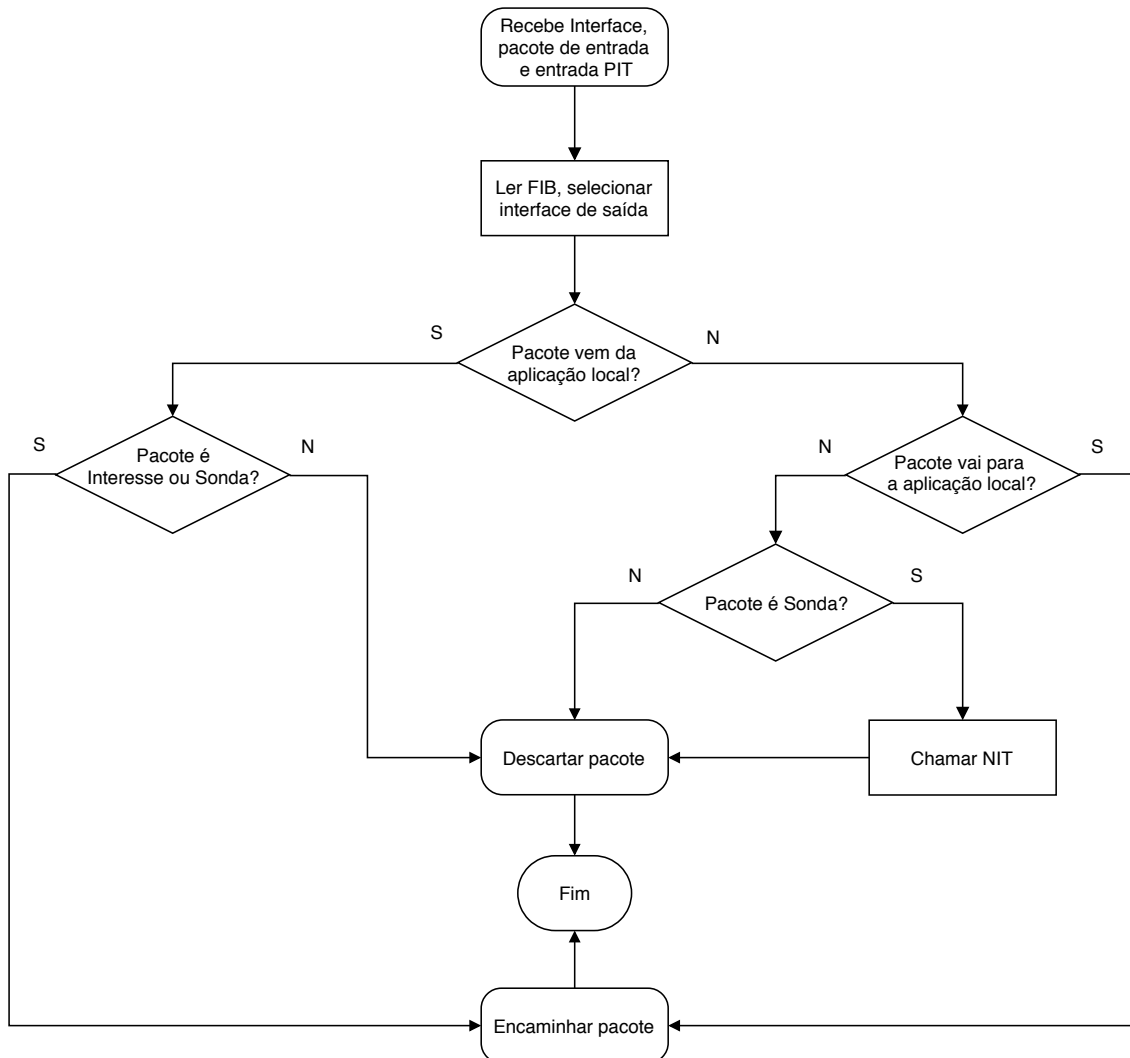 Recebe Interface,
pacote de entrada
e entrada PIT
Ler FIB, selecionar
interface de saída
S
N
Pacote vem da
aplicação local?
S
N
Pacote é
Interesse ou Sonda?
N
S
Pacote vai para
a aplicação local?
N
S
Pacote é Sonda?
Descartar pacote
Chamar NIT
Fim
Encaminhar pacote